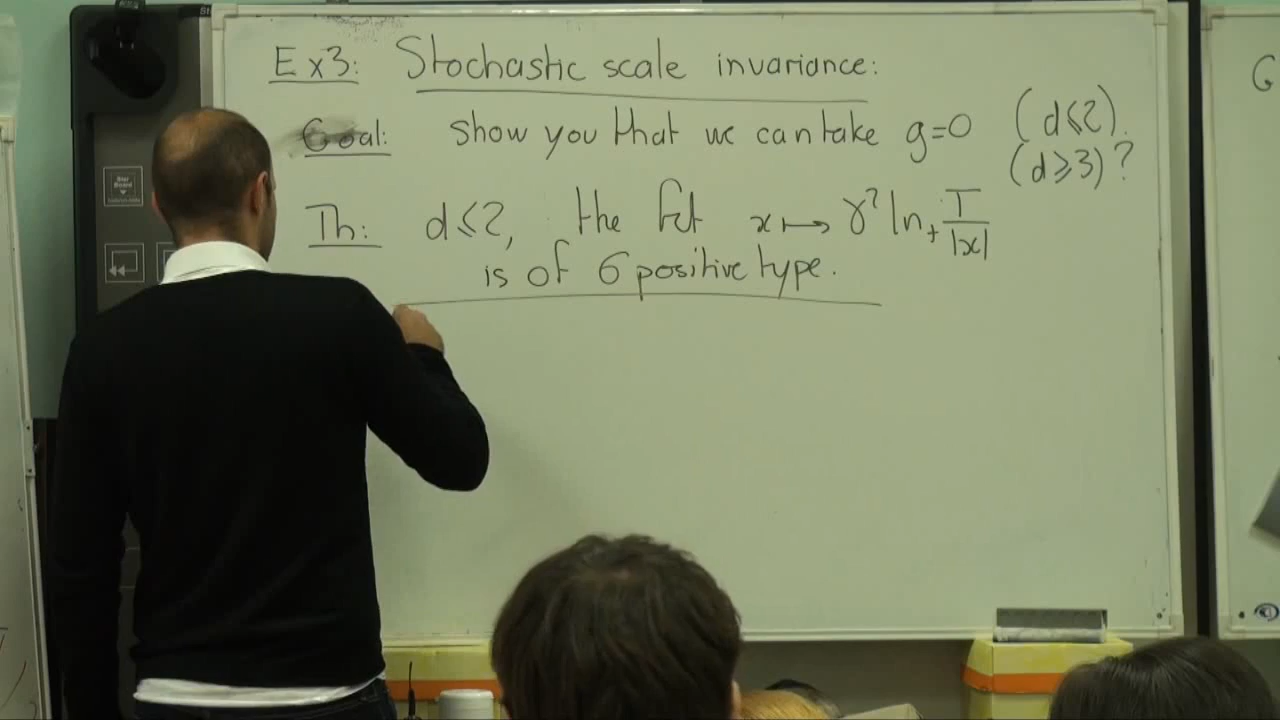 Ex3: Stochastic scale invariance:
Goal: show you that we can take g=0 (d≤2).
(d≥3)?
Th: d≤2, the fct x ↦ γ² ln₊ T/|x|
is of σ positive type.
G